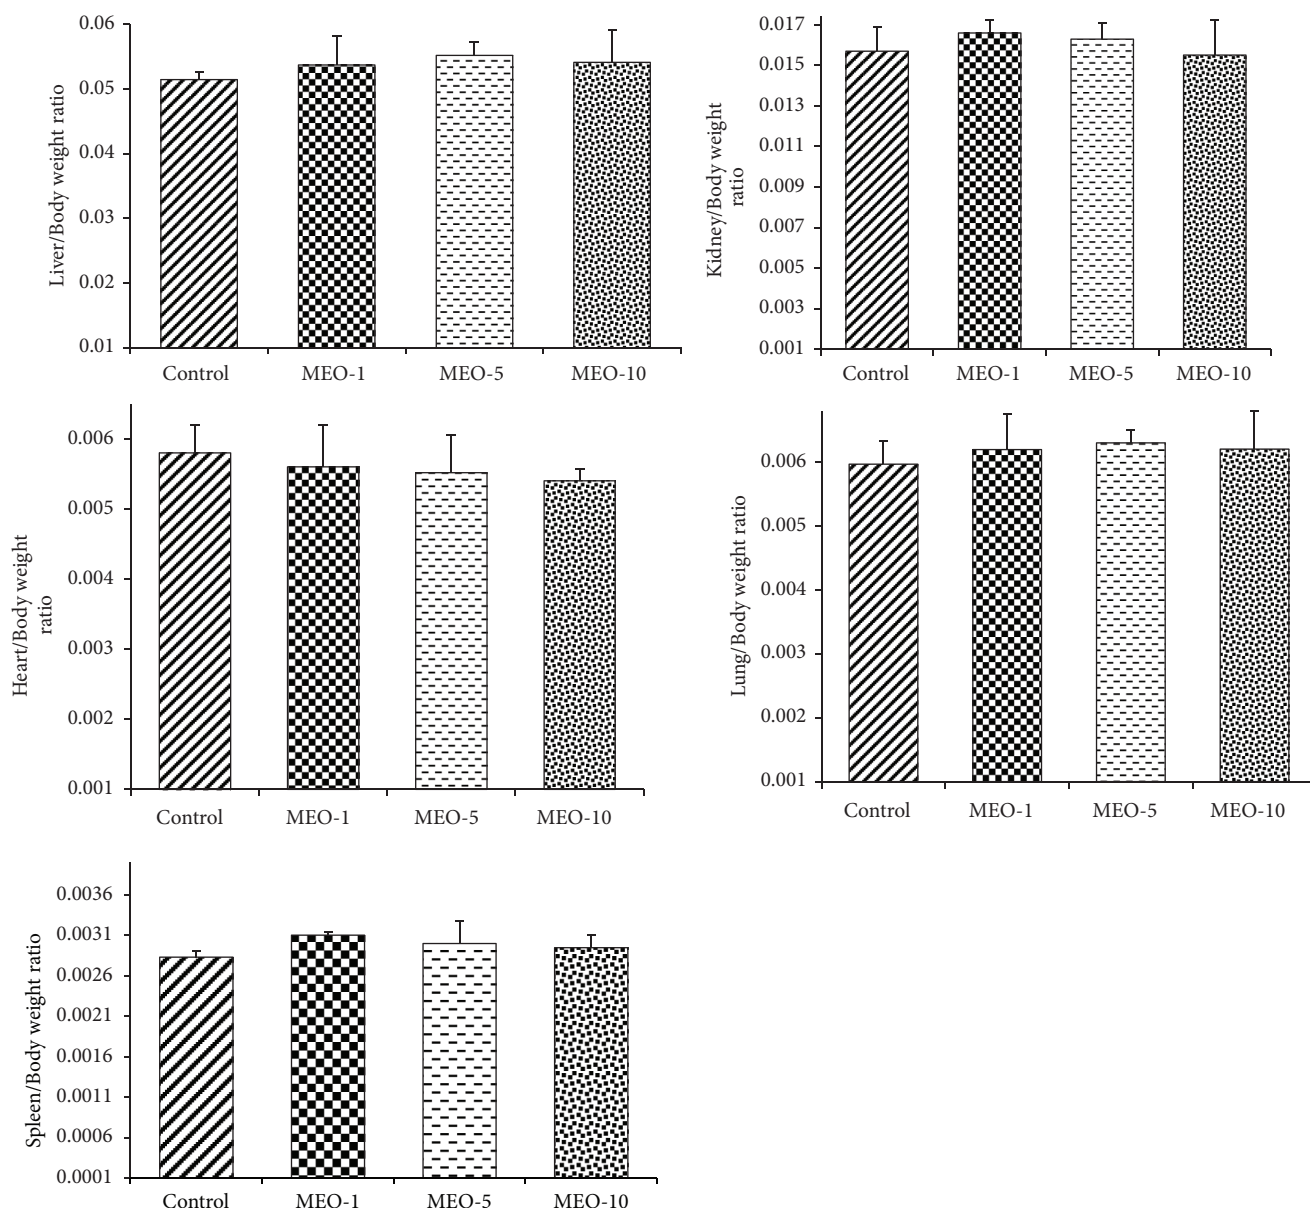 Liver/Body weight ratio
0.06
0.05
0.04
0.03
0.02
0.01
Control MEO-1 MEO-5 MEO-10
Kidney/Body weight
ratio
0.017
0.015
0.013
0.011
0.009
0.007
0.005
0.003
0.001
Control MEO-1 MEO-5 MEO-10
Heart/Body weight
ratio
0.006
0.005
0.004
0.003
0.002
0.001
Control MEO-1 MEO-5 MEO-10
Lung/Body weight ratio
0.006
0.006
0.004
0.003
0.002
0.001
Control MEO-1 MEO-5 MEO-10
Spleen/Body weight ratio
0.0036
0.0031
0.0026
0.0021
0.0016
0.0011
0.0006
0.0001
Control MEO-1 MEO-5 MEO-10